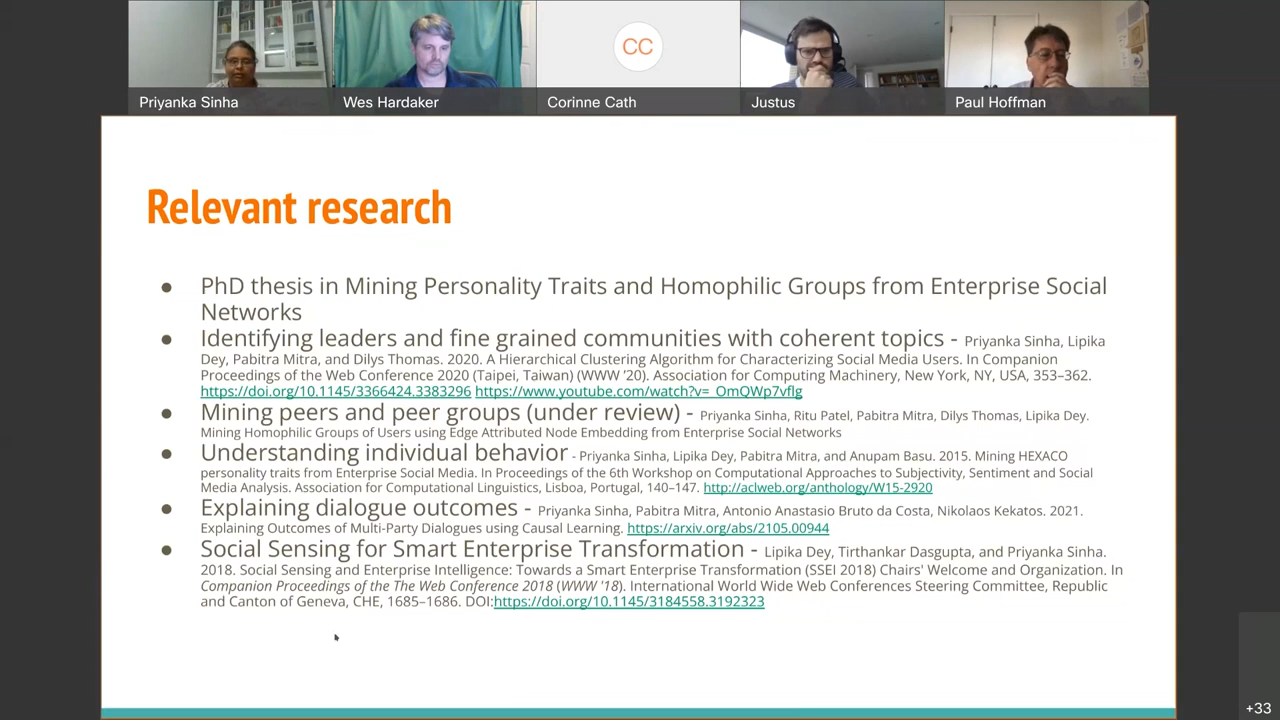 CC
Priyanka Sinha
Wes Hardaker
Corinne Cath
Justus
Paul Hoffman
Relevant research
● PhD thesis in Mining Personality Traits and Homophilic Groups from Enterprise Social
Networks
● Identifying leaders and fine grained communities with coherent topics - Priyanka Sinha, Lipika
Dey, Pabitra Mitra, and Dilys Thomas. 2020. A Hierarchical Clustering Algorithm for Characterizing Social Media Users. In Companion
Proceedings of the Web Conference 2020 (Taipei, Taiwan) (WWW '20). Association for Computing Machinery, New York, NY, USA, 353–362.
https://doi.org/10.1145/3366424.3383296 https://www.youtube.com/watch?v=_OmQWp7vflg
● Mining peers and peer groups (under review) - Priyanka Sinha, Ritu Patel, Pabitra Mitra, Dilys Thomas, Lipika Dey.
Mining Homophilic Groups of Users using Edge Attributed Node Embedding from Enterprise Social Networks
● Understanding individual behavior - Priyanka Sinha, Lipika Dey, Pabitra Mitra, and Anupam Basu. 2015. Mining HEXACO
personality traits from Enterprise Social Media. In Proceedings of the 6th Workshop on Computational Approaches to Subjectivity, Sentiment and Social
Media Analysis. Association for Computational Linguistics, Lisboa, Portugal, 140–147. http://aclweb.org/anthology/W15-2920
● Explaining dialogue outcomes - Priyanka Sinha, Pabitra Mitra, Antonio Anastasio Bruto da Costa, Nikolaos Kekatos. 2021.
Explaining Outcomes of Multi-Party Dialogues using Causal Learning. https://arxiv.org/abs/2105.00944
● Social Sensing for Smart Enterprise Transformation - Lipika Dey, Tirthankar Dasgupta, and Priyanka Sinha.
2018. Social Sensing and Enterprise Intelligence: Towards a Smart Enterprise Transformation (SSEI 2018) Chairs' Welcome and Organization. In
Companion Proceedings of the The Web Conference 2018 (WWW '18). International World Wide Web Conferences Steering Committee, Republic
and Canton of Geneva, CHE, 1685–1686. DOI:https://doi.org/10.1145/3184558.3192323
+33